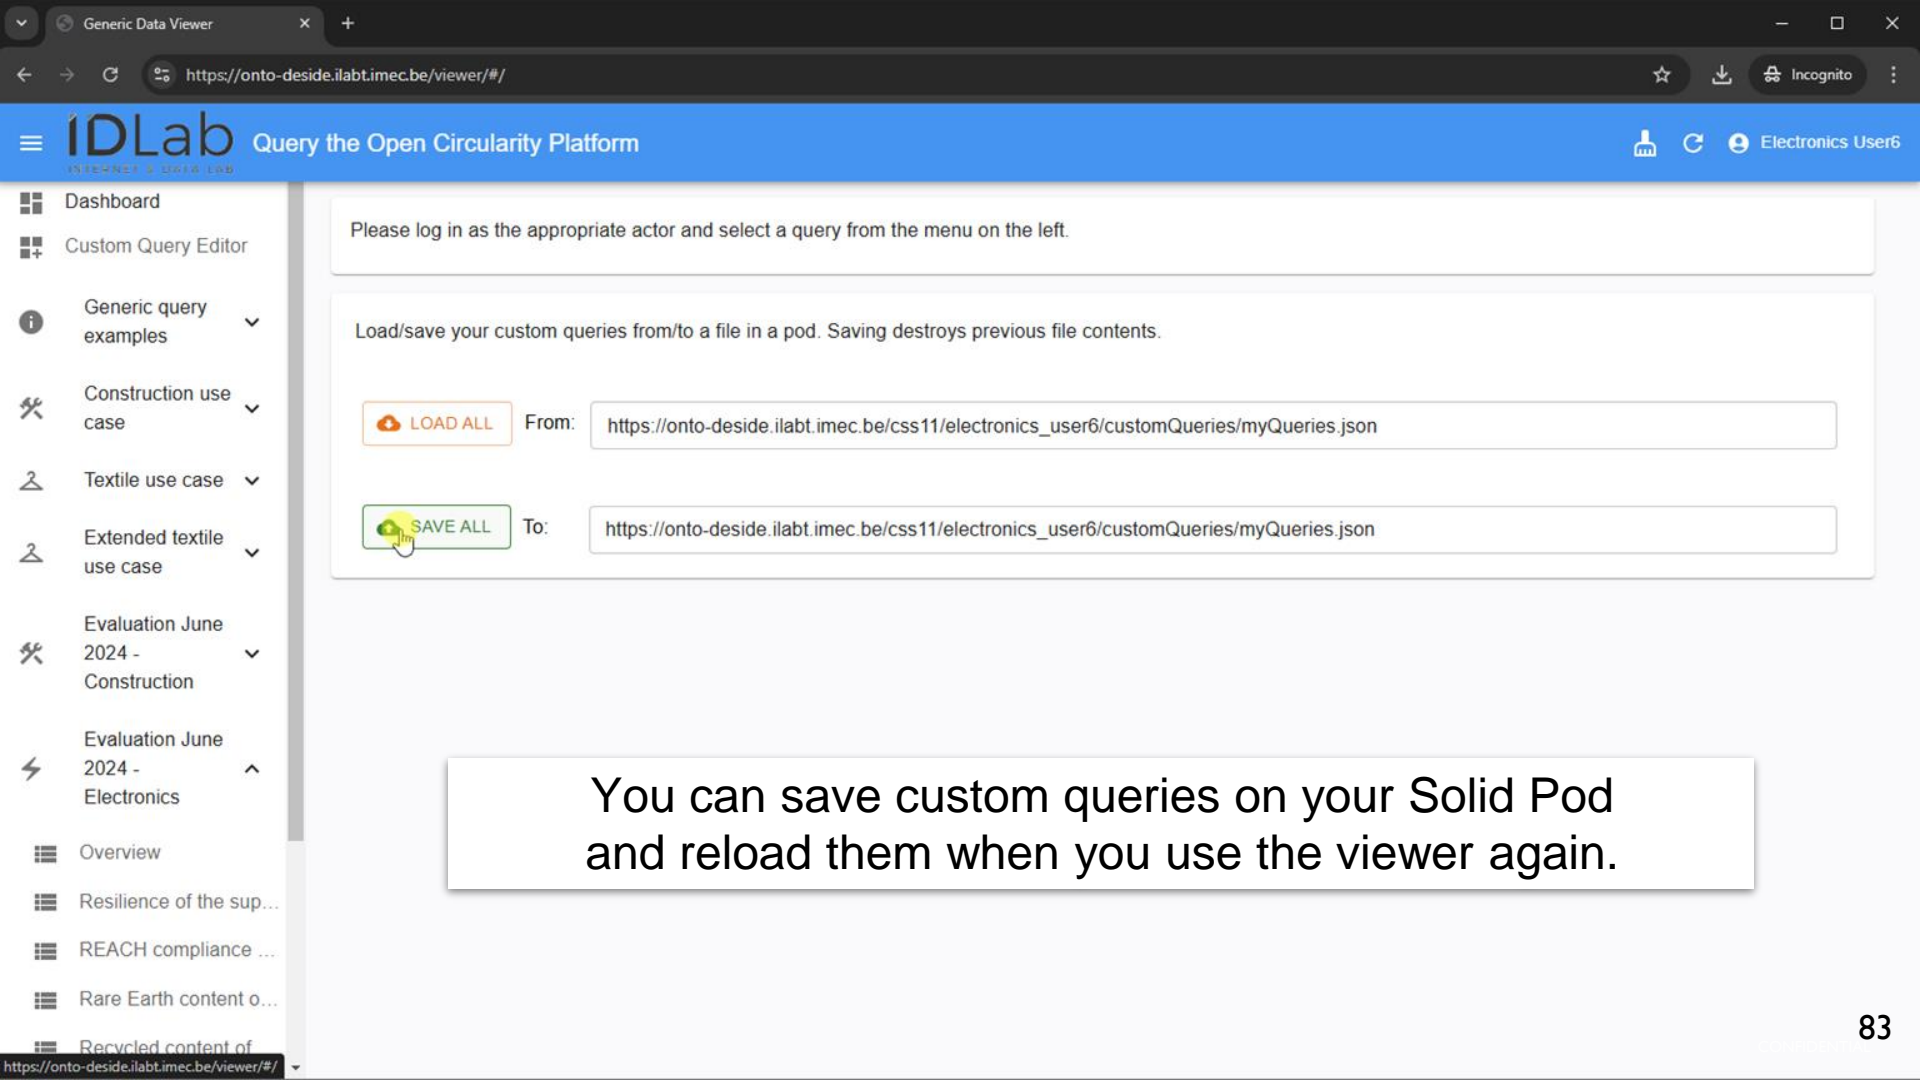 Generic Data Viewer
https://onto-deside.ilabt.imec.be/viewer/#/
Incognito
IDLab
INTERNET & DATA LAB
Query the Open Circularity Platform
Electronics User6
Dashboard
Custom Query Editor
Generic query
examples
Construction use
case
Textile use case
Extended textile
use case
Evaluation June
2024 -
Construction
Evaluation June
2024 -
Electronics
Overview
Resilience of the sup...
REACH compliance ...
Rare Earth content o...
Recycled content of
https://onto-deside.ilabt.imec.be/viewer/#/
Please log in as the appropriate actor and select a query from the menu on the left.
Load/save your custom queries from/to a file in a pod. Saving destroys previous file contents.
LOAD ALL
From:
https://onto-deside.ilabt.imec.be/css11/electronics_user6/customQueries/myQueries.json
SAVE ALL
To:
https://onto-deside.ilabt.imec.be/css11/electronics_user6/customQueries/myQueries.json
You can save custom queries on your Solid Pod
and reload them when you use the viewer again.
83